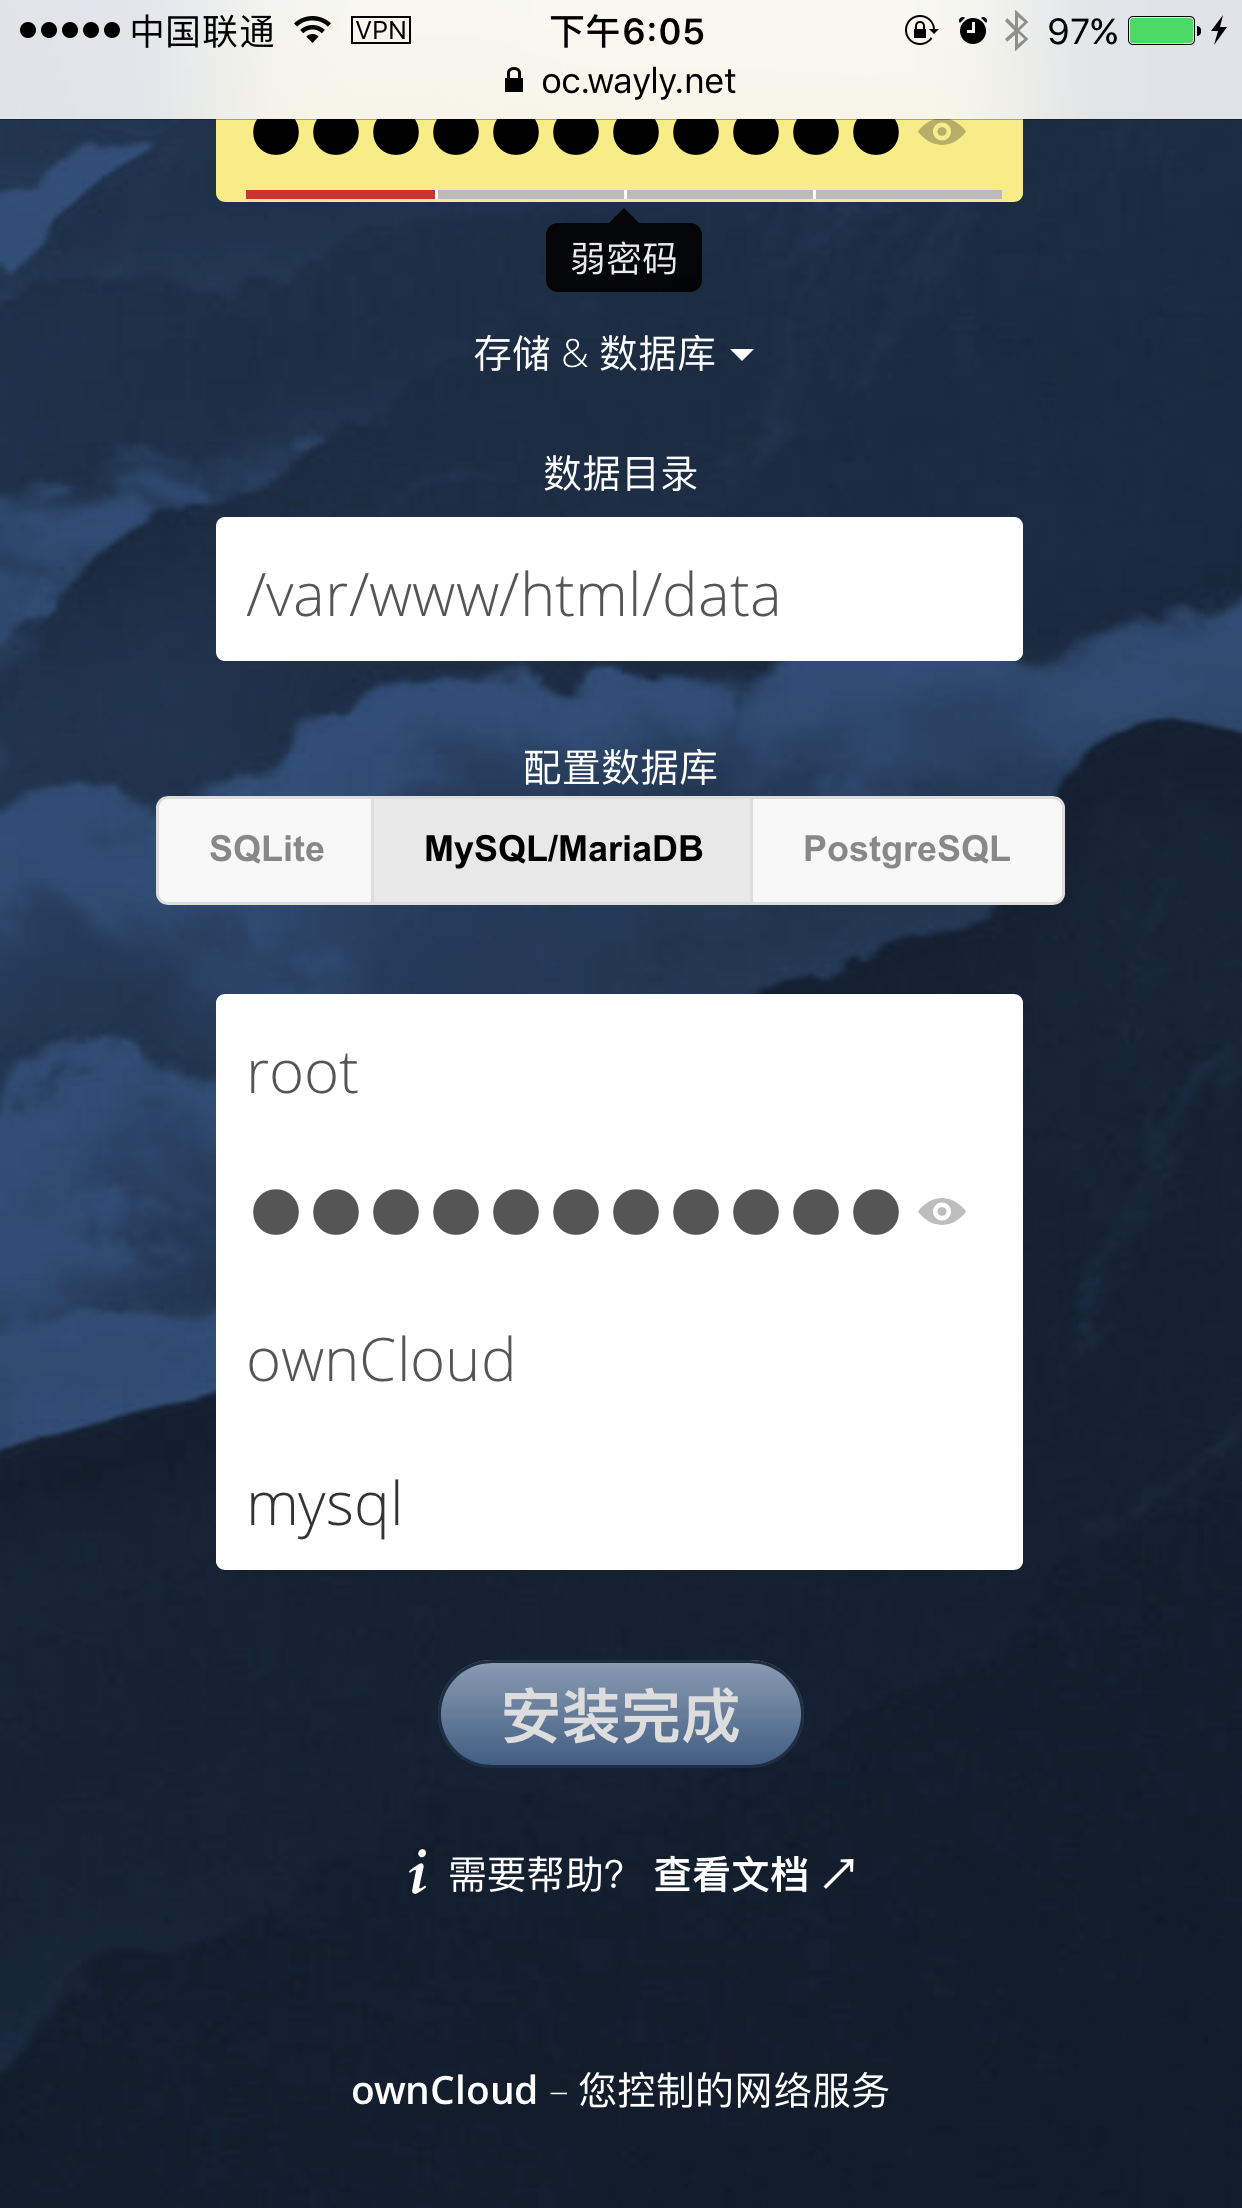 中国联通 VPN 下午6:05 97%
oc.wayly.net
弱密码
存储 & 数据库
数据目录
/var/www/html/data
配置数据库
SQLite MySQL/MariaDB PostgreSQL
root
ownCloud
mysql
安装完成
i 需要帮助? 查看文档 ↗
ownCloud – 您控制的网络服务